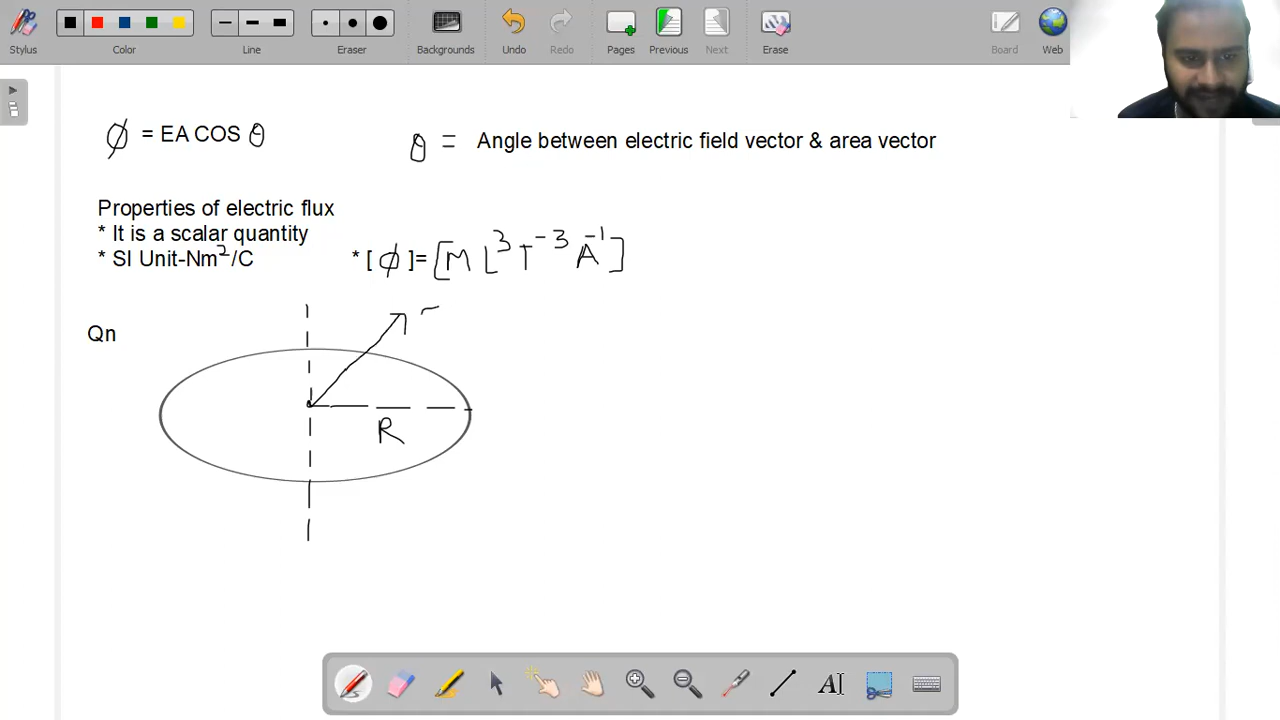 Stylus Color Line Eraser Backgrounds Undo Redo Pages Previous Next Erase Board Web
ϕ = EA COS θ
θ = Angle between electric field vector & area vector
Properties of electric flux
* It is a scalar quantity
* SI Unit-Nm²/C
* [ϕ]= [M L³ T⁻³ A⁻¹]
Qn
R